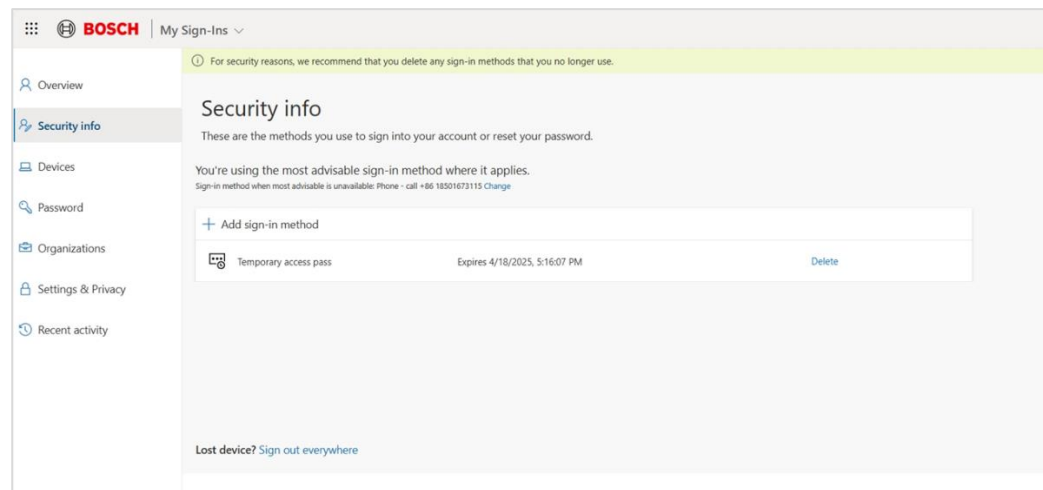 BOSCH My Sign-Ins
For security reasons, we recommend that you delete any sign-in methods that you no longer use.
Overview
Security info
Devices
Password
Organizations
Settings & Privacy
Recent activity
Security info
These are the methods you use to sign into your account or reset your password.
You're using the most advisable sign-in method where it applies.
Sign-in method when most advisable is unavailable: Phone - call +86 18501673115 Change
Add sign-in method
Temporary access pass Expires 4/18/2025, 5:16:07 PM Delete
Lost device? Sign out everywhere